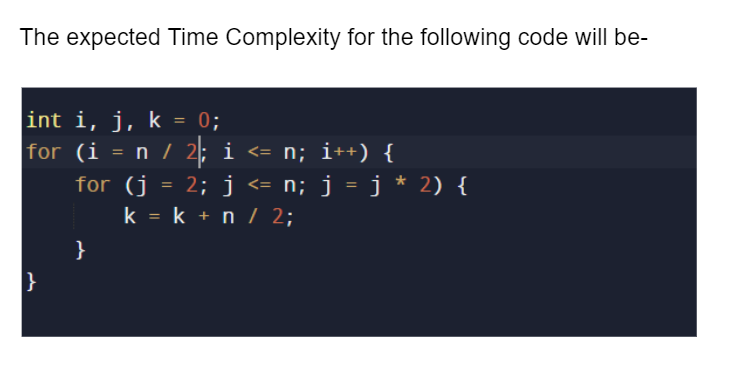 The expected Time Complexity for the following code will be-
int i, j, k = 0;
for (i = n / 2; i <= n; i++) {
    for (j = 2; j <= n; j = j * 2) {
        k = k + n / 2;
    }
}